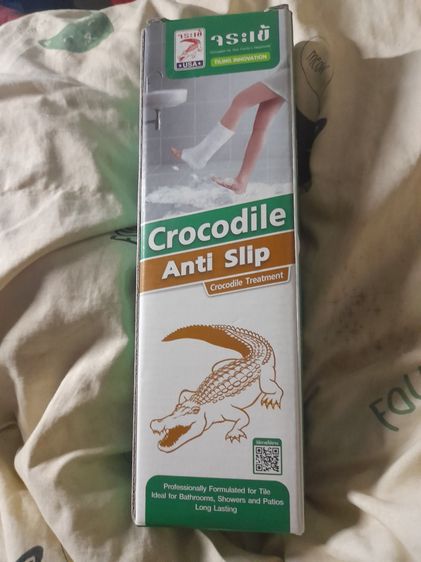 จระเข้
จระเข้
USA
TILING INNOVATION
Crocodile
Anti Slip
Crocodile Treatment
Professionally Formulated for Tile
Ideal for Bathrooms, Showers and Patios
Long Lasting